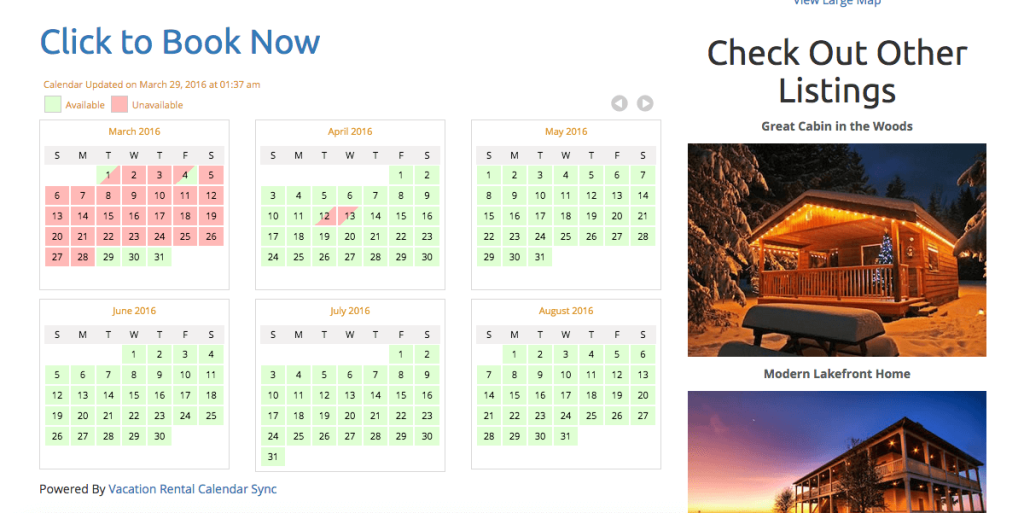 View Large Map
Click to Book Now
Calendar Updated on March 29, 2016 at 01:37 am
Available Unavailable
March 2016
S M T W T F S
1 2 3 4 5
6 7 8 9 10 11 12
13 14 15 16 17 18 19
20 21 22 23 24 25 26
27 28 29 30 31
April 2016
S M T W T F S
1 2
3 4 5 6 7 8 9
10 11 12 13 14 15 16
17 18 19 20 21 22 23
24 25 26 27 28 29 30
May 2016
S M T W T F S
1 2 3 4 5 6 7
8 9 10 11 12 13 14
15 16 17 18 19 20 21
22 23 24 25 26 27 28
29 30 31
June 2016
S M T W T F S
1 2 3 4
5 6 7 8 9 10 11
12 13 14 15 16 17 18
19 20 21 22 23 24 25
26 27 28 29 30
July 2016
S M T W T F S
1 2
3 4 5 6 7 8 9
10 11 12 13 14 15 16
17 18 19 20 21 22 23
24 25 26 27 28 29 30
31
August 2016
S M T W T F S
1 2 3 4 5 6
7 8 9 10 11 12 13
14 15 16 17 18 19 20
21 22 23 24 25 26 27
28 29 30 31
Powered By Vacation Rental Calendar Sync
Check Out Other
Listings
Great Cabin in the Woods
Modern Lakefront Home